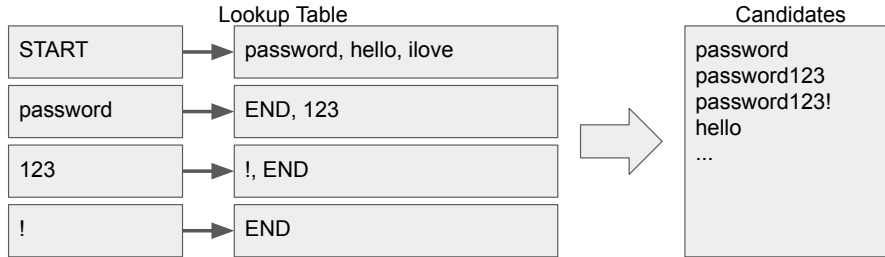 Lookup Table
START
password, hello, ilove
password
END, 123
123
!, END
!
END
Candidates
password
password123
password123!
hello
...